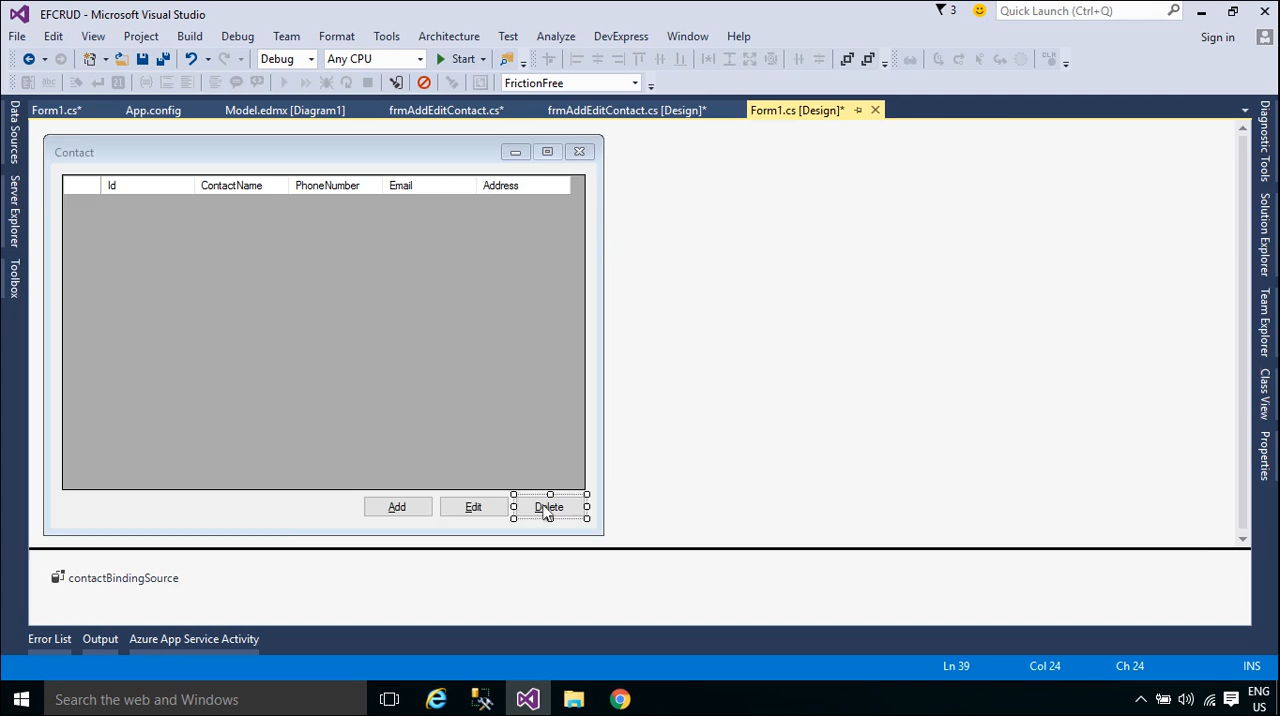 EFCRUD - Microsoft Visual Studio
3
Quick Launch (Ctrl+Q)
File Edit View Project Build Debug Team Format Tools Architecture Test Analyze DevExpress Window Help
Sign in
Debug Any CPU Start
FrictionFree
Form1.cs* App.config Model.edmx [Diagram1] frmAddEditContact.cs* frmAddEditContact.cs [Design]* Form1.cs [Design]*
Data Sources
Server Explorer
Toolbox
Contact
Id ContactName PhoneNumber Email Address
Add Edit Delete
contactBindingSource
Diagnostic Tools
Solution Explorer
Team Explorer
Class View
Properties
Error List Output Azure App Service Activity
Ln 39 Col 24 Ch 24 INS
Search the web and Windows
ENG
US